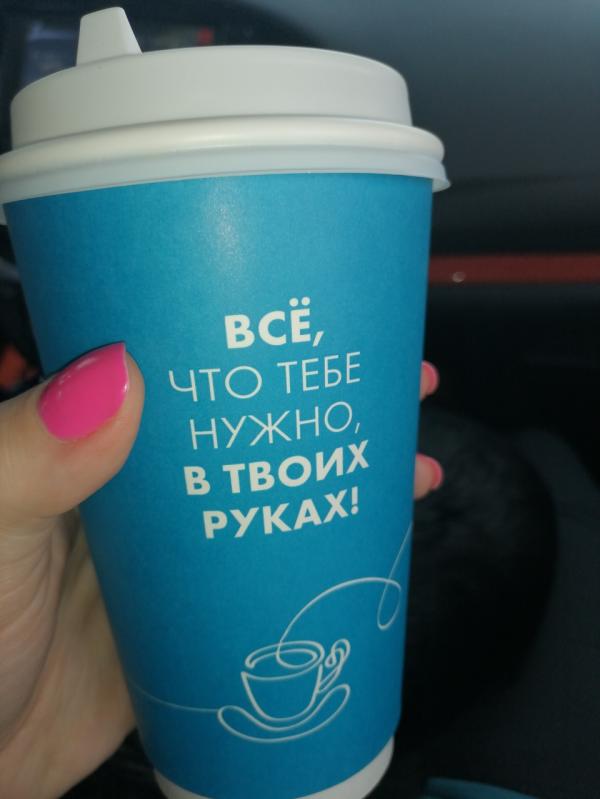 ВСЁ,
ЧТО ТЕБЕ
НУЖНО,
В ТВОИХ
РУКАХ!